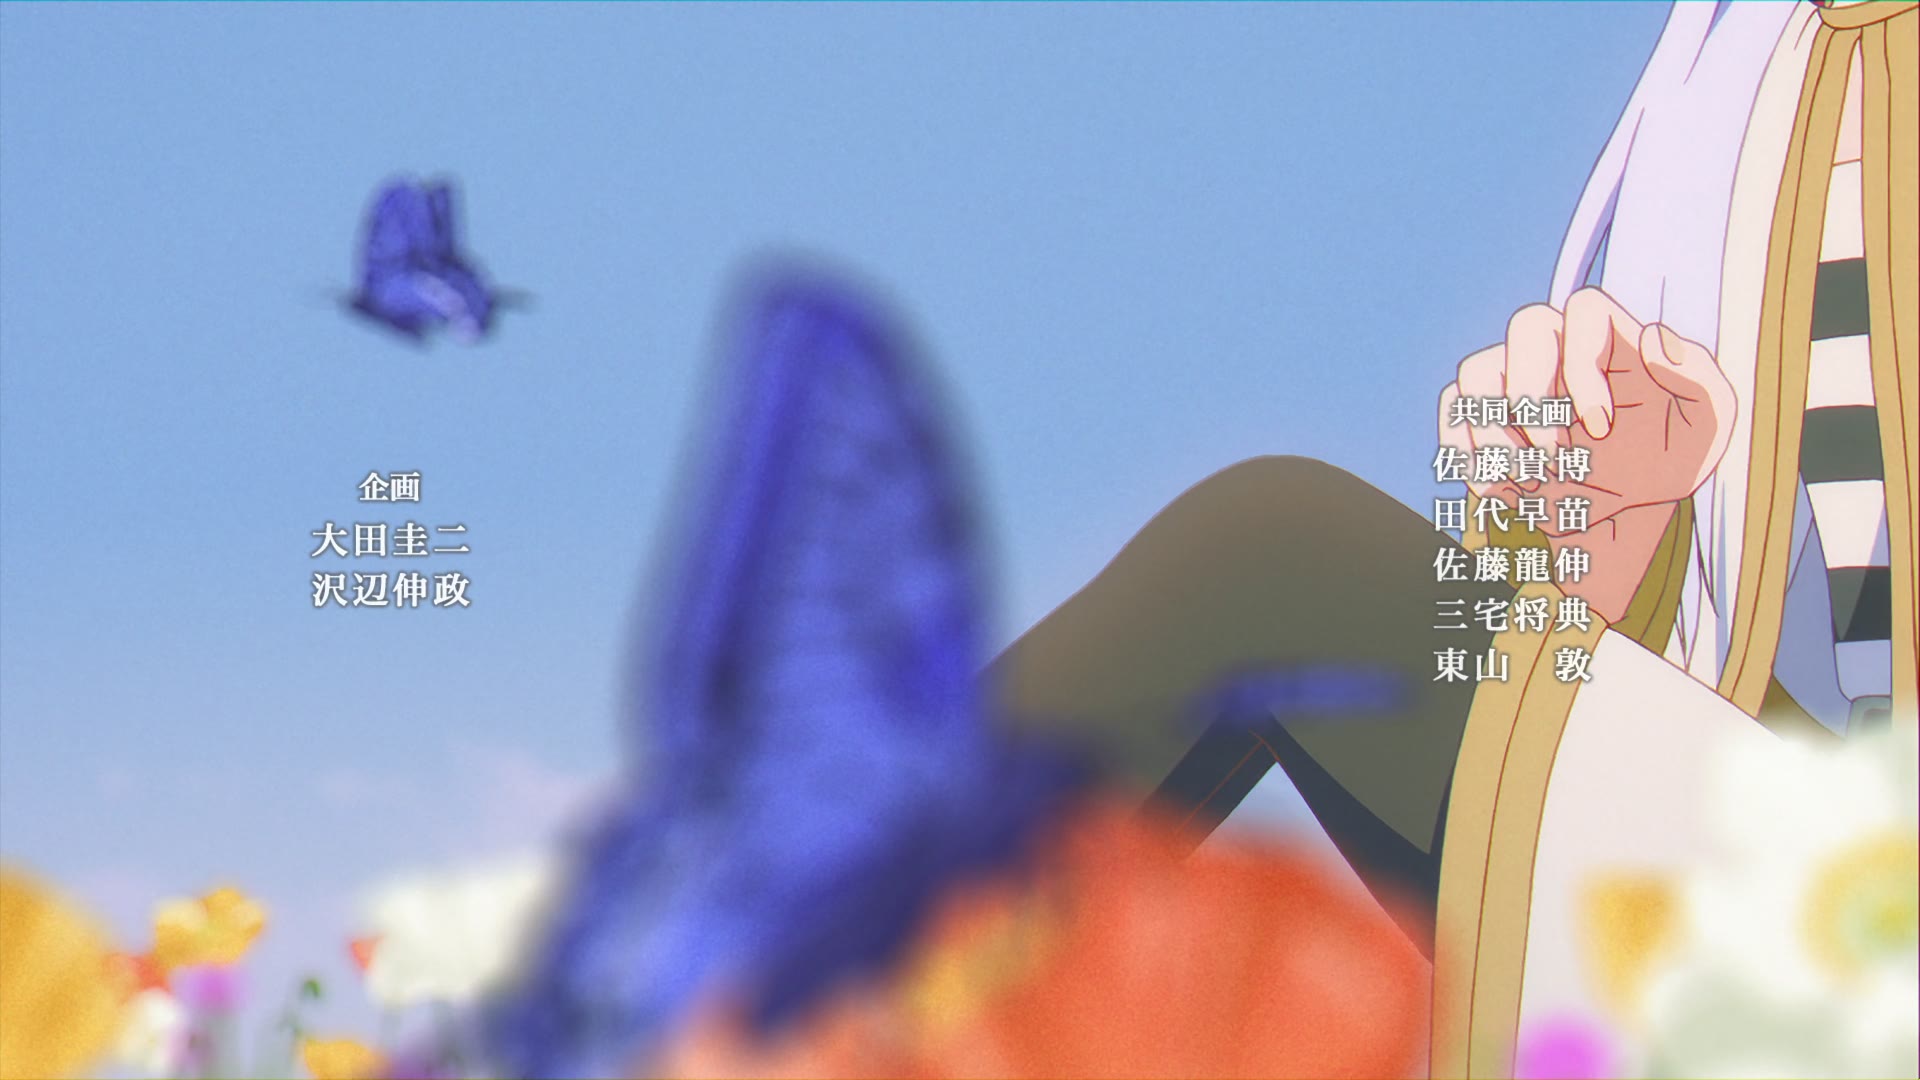 企画
大田圭二
沢辺伸政
共同企画
佐藤貴博
田代早苗
佐藤龍伸
三宅将典
東山　敦